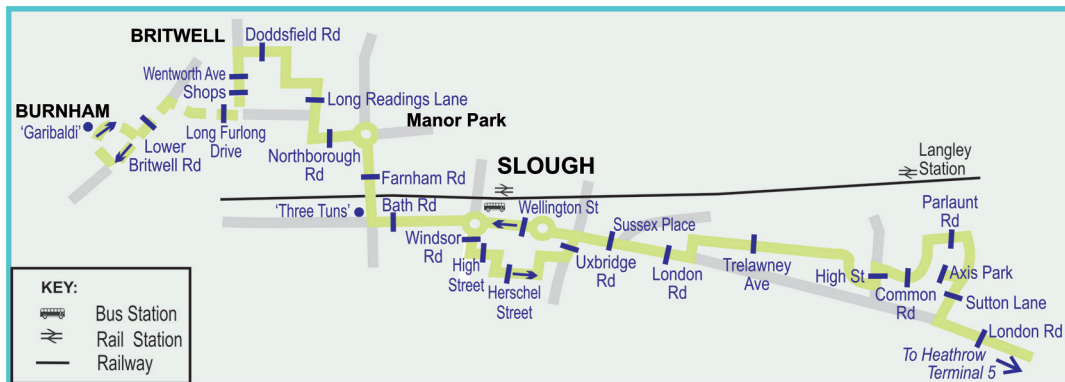 BRITWELL
Doddsfield Rd
Wentworth Ave
Shops
BURNHAM
'Garibaldi'
Lower
Britwell Rd
Long Furlong
Drive
Long Readings Lane
Manor Park
Northborough
Rd
Farnham Rd
SLOUGH
Langley
Station
'Three Tuns'
Bath Rd
Wellington St
Windsor
Rd
High
Street
Herschel
Street
Uxbridge
Rd
Sussex Place
London
Rd
Trelawney
Ave
High St
Common
Rd
Parlaunt
Rd
Axis Park
Sutton Lane
London Rd
To Heathrow
Terminal 5
KEY:
Bus Station
Rail Station
Railway